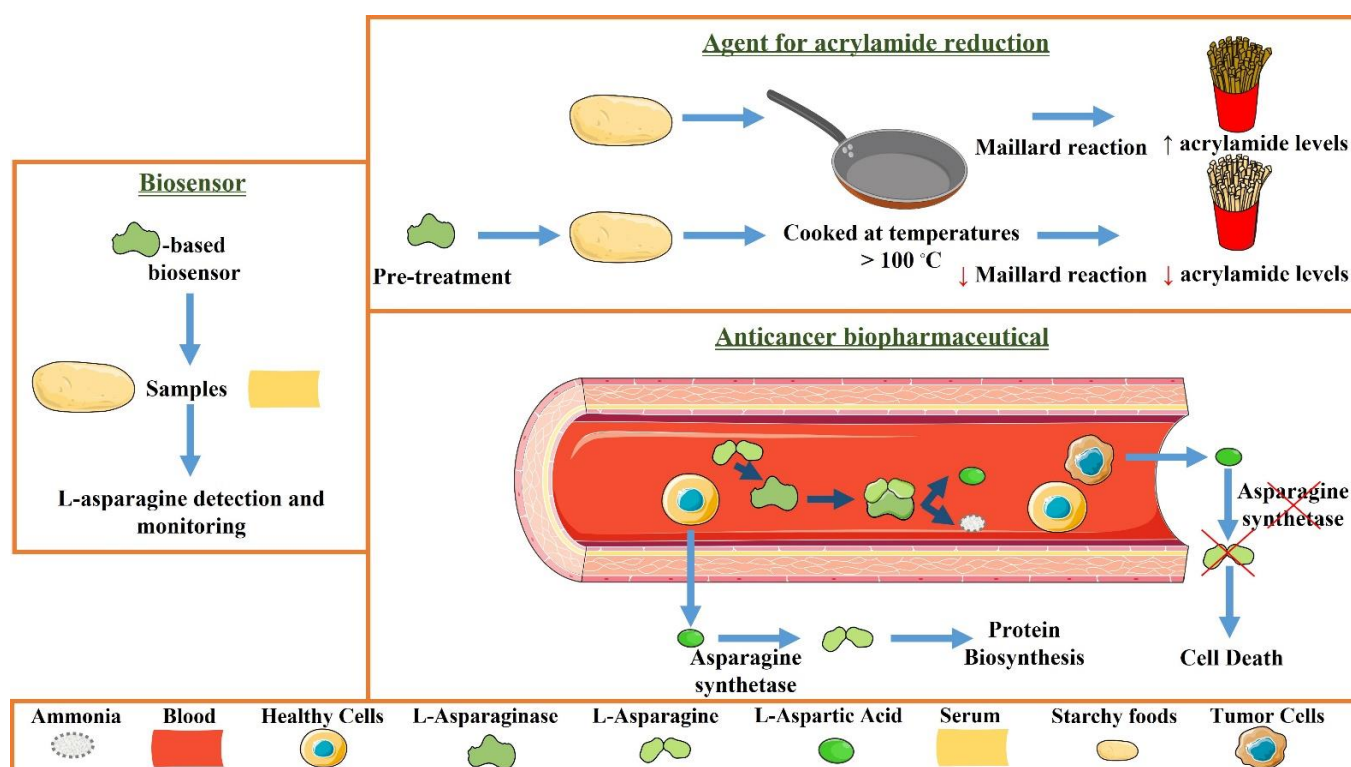 Agent for acrylamide reduction
Maillard reaction
↑ acrylamide levels
Pre-treatment
Cooked at temperatures
> 100 °C
↓ Maillard reaction
↓ acrylamide levels
Biosensor
-based
biosensor
Samples
L-asparagine detection and
monitoring
Anticancer biopharmaceutical
Asparagine
synthetase
Cell Death
Asparagine
synthetase
Protein
Biosynthesis
Ammonia
Blood
Healthy Cells
L-Asparaginase
L-Asparagine
L-Aspartic Acid
Serum
Starchy foods
Tumor Cells